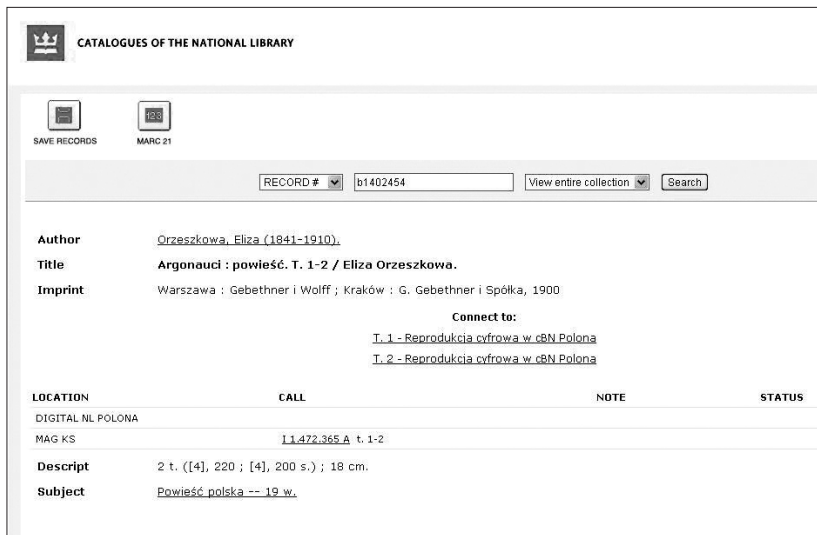 CATALOGUES OF THE NATIONAL LIBRARY
123
SAVE RECORDS MARC 21
RECORD # b1402454 View entire collection Search
Author Orzeszkowa, Eliza (1841-1910).
Title Argonauci : powieść. T. 1-2 / Eliza Orzeszkowa.
Imprint Warszawa : Gebethner i Wolff ; Kraków : G. Gebethner i Spółka, 1900
Connect to:
T. 1 - Reprodukcja cyfrowa w cBN Polona
T. 2 - Reprodukcja cyfrowa w cBN Polona
LOCATION CALL NOTE STATUS
DIGITAL NL POLONA
MAG KS I 1.472.365 A t. 1-2
Descript 2 t. ([4], 220 ; [4], 200 s.) ; 18 cm.
Subject Powieść polska -- 19 w.